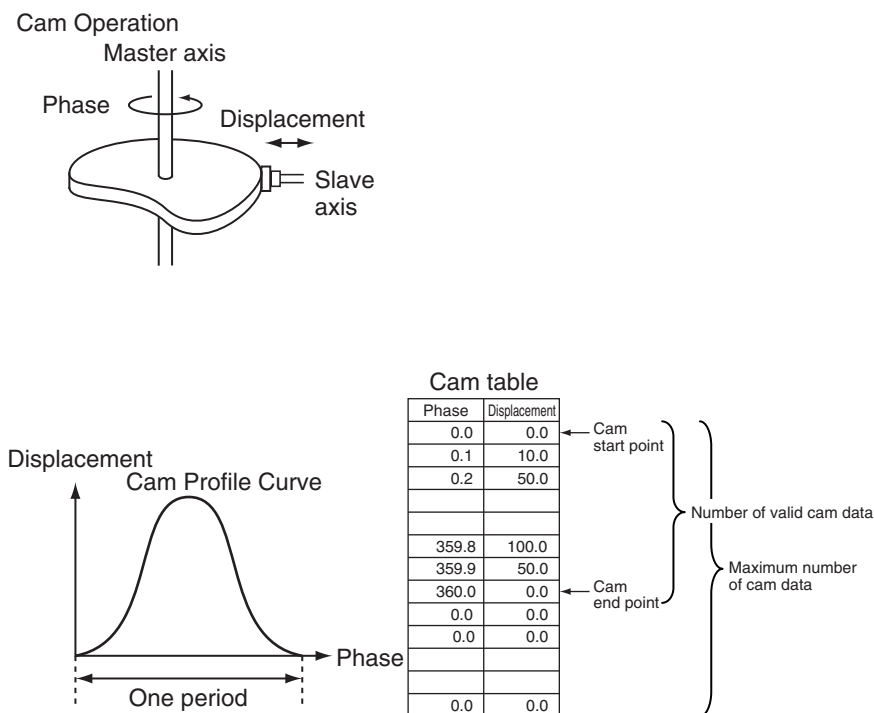 Cam Operation
Master axis
Phase
Displacement
Slave
axis
Cam table
Phase Displacement
0.0 0.0
0.1 10.0
0.2 50.0
359.8 100.0
359.9 50.0
360.0 0.0
0.0 0.0
0.0 0.0
0.0 0.0
Cam
start point
Cam
end point
Number of valid cam data
Maximum number
of cam data
Displacement
Cam Profile Curve
Phase
One period